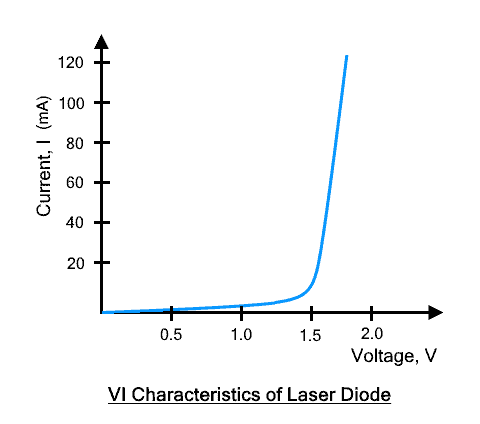 120
100
80
60
40
20
Current, I (mA)
0.5 1.0 1.5 2.0
Voltage, V
VI Characteristics of Laser Diode